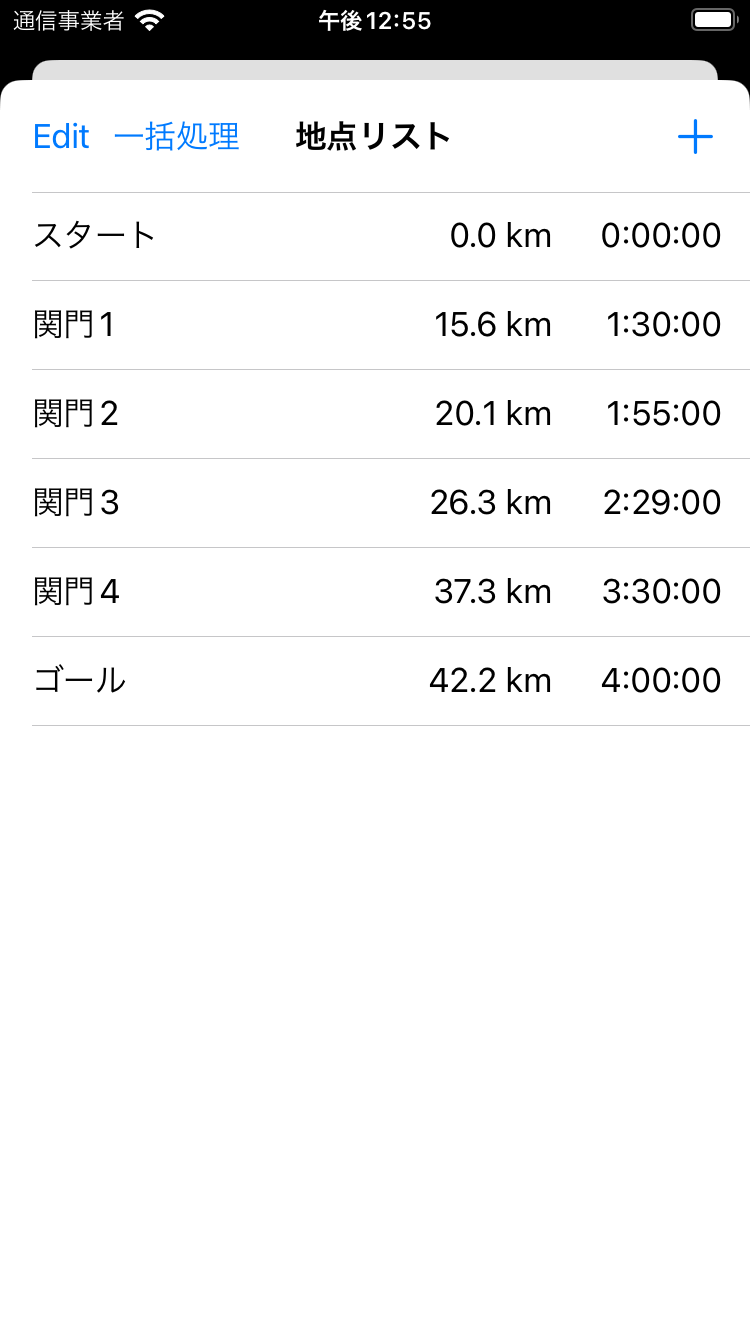 通信事業者 午後12:55
Edit 一括処理 地点リスト +
スタート 0.0 km 0:00:00
関門1 15.6 km 1:30:00
関門2 20.1 km 1:55:00
関門3 26.3 km 2:29:00
関門4 37.3 km 3:30:00
ゴール 42.2 km 4:00:00